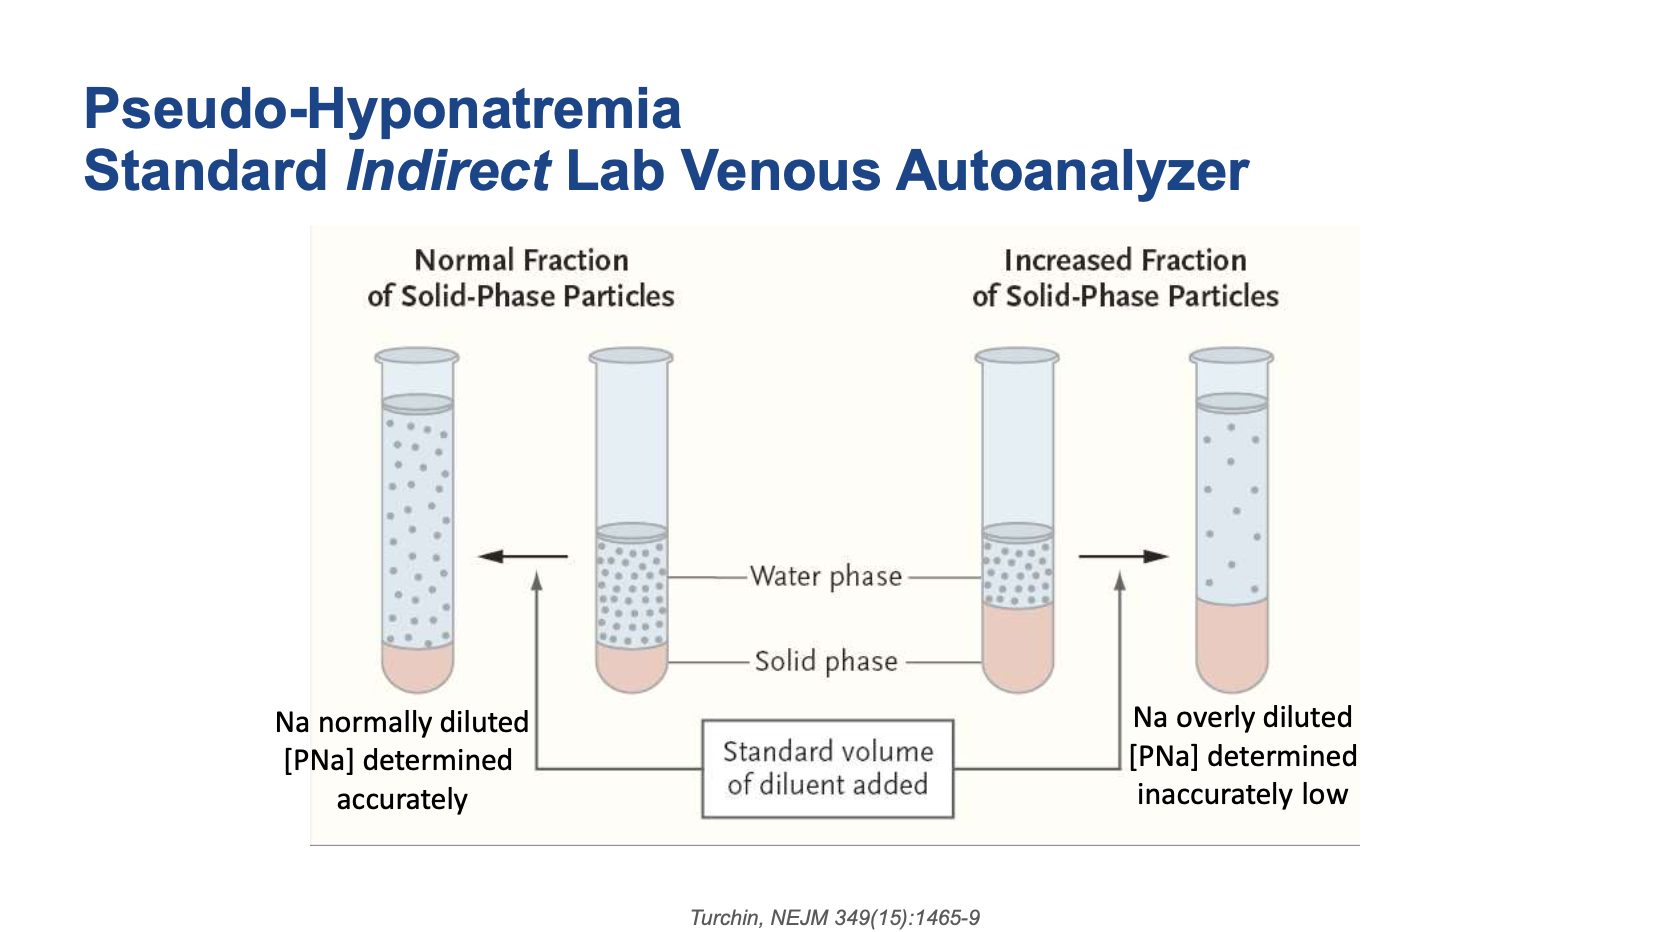 Pseudo-Hyponatremia
Standard Indirect Lab Venous Autoanalyzer
Normal Fraction
of Solid-Phase Particles
Increased Fraction
of Solid-Phase Particles
Water phase
Solid phase
Na normally diluted
[PNa] determined
accurately
Standard volume
of diluent added
Na overly diluted
[PNa] determined
inaccurately low
Turchin, NEJM 349(15):1465-9